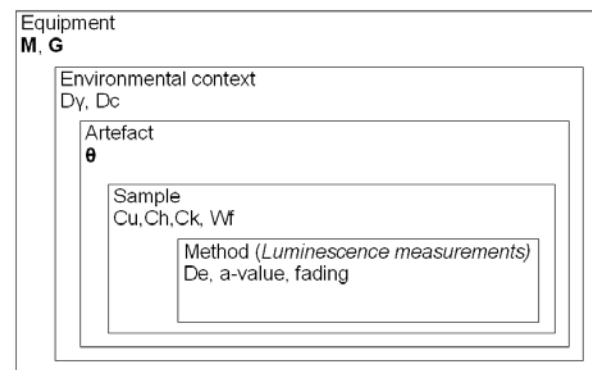 Equipment
M, G
Environmental context
Dγ, Dc
Artefact
θ
Sample
Cu,Ch,Ck, Wf
Method (Luminescence measurements)
De, a-value, fading